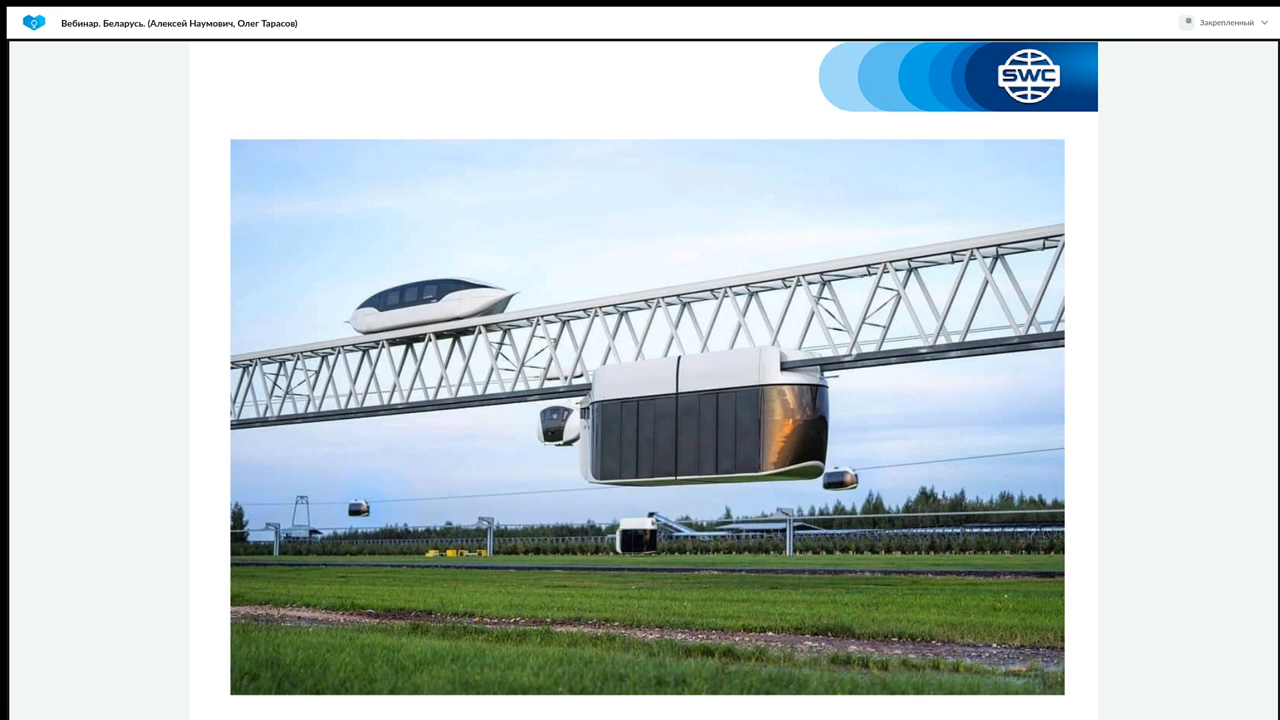 Вебинар. Беларусь. (Алексей Наумович, Олег Тарасов)
Закрепленный
SWC